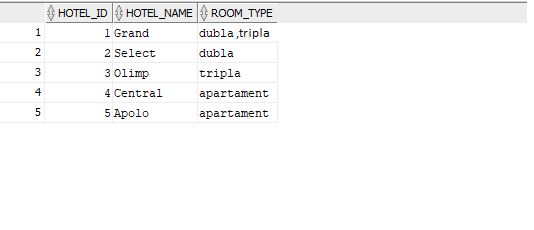 HOTEL_ID HOTEL_NAME ROOM_TYPE
1 1 Grand dubla ,tripla
2 2 Select dubla
3 3 Olimp tripla
4 4 Central apartament
5 5 Apolo apartament